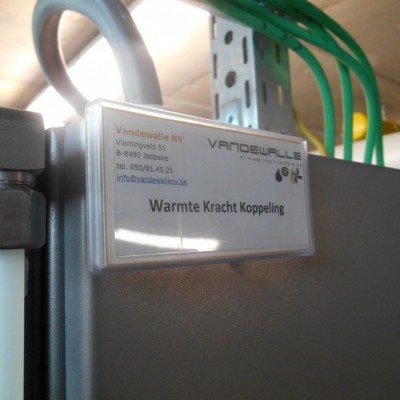 Vandewalle NV
Vlamingveld 51
B-8490 Jabbeke
tel. 050/81.45.21
info@vandewallenv.be
VANDEWALLE
Warmte Kracht Koppeling